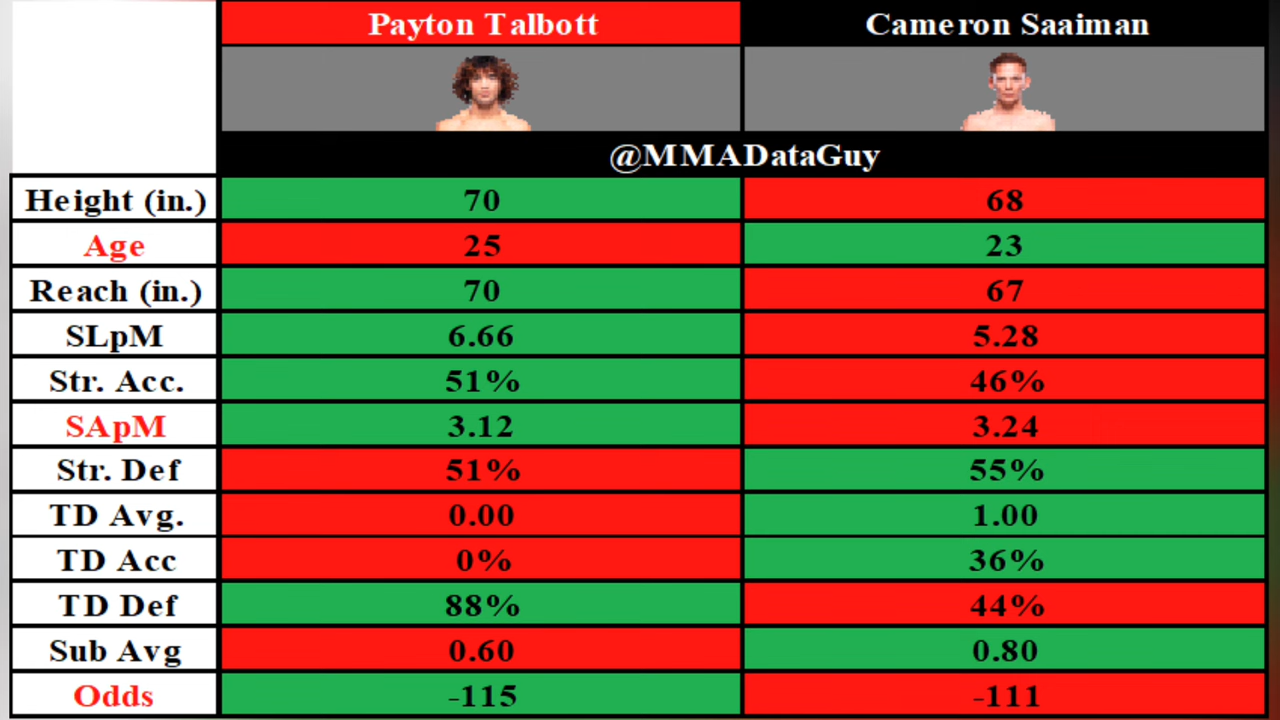 Payton Talbott Cameron Saaiman
@MMADataGuy
Height (in.) 70 68
Age 25 23
Reach (in.) 70 67
SLpM 6.66 5.28
Str. Acc. 51% 46%
SApM 3.12 3.24
Str. Def 51% 55%
TD Avg. 0.00 1.00
TD Acc 0% 36%
TD Def 88% 44%
Sub Avg 0.60 0.80
Odds -115 -111